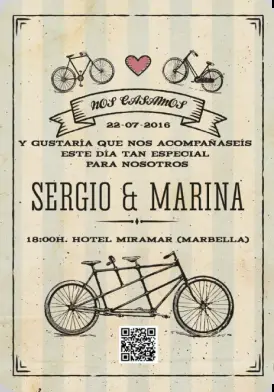 NOS CASAMOS
22-07-2016
Y GUSTARÍA QUE NOS ACOMPAÑASEÍS
ESTE DÍA TAN ESPECIAL
PARA NOSOTROS
SERGIO & MARINA
18:00H. HOTEL MIRAMAR (MARBELLA)